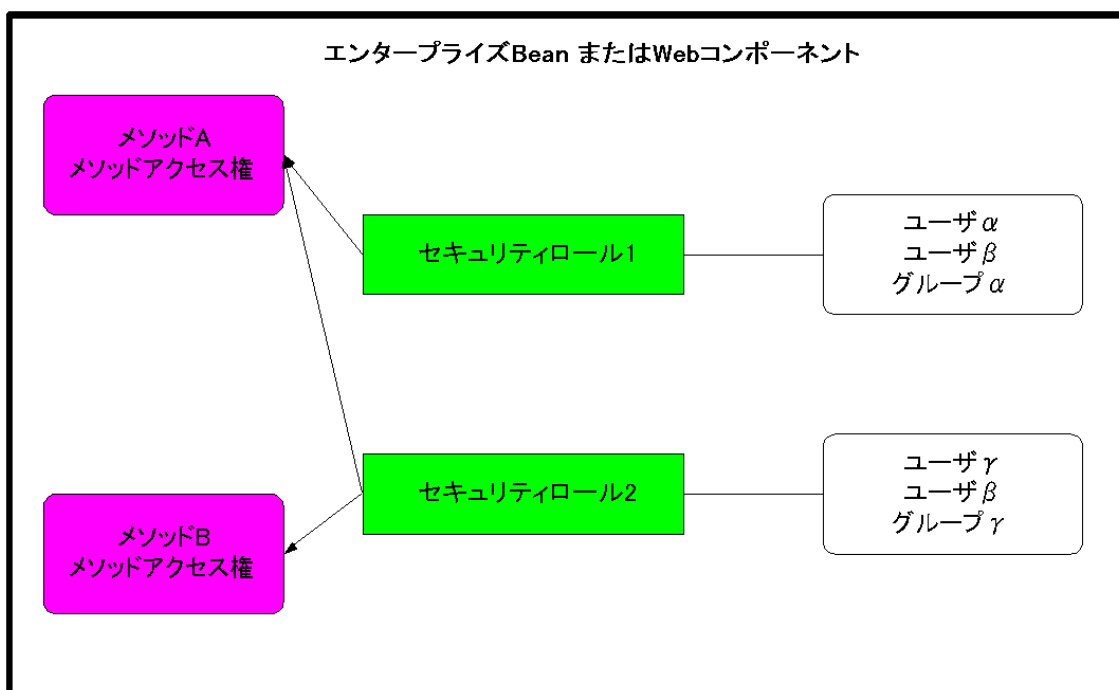 エンタープライズBean またはWebコンポーネント
メソッドA
メソッドアクセス権
セキュリティロール1
ユーザα
ユーザβ
グループα
セキュリティロール2
ユーザγ
ユーザβ
グループγ
メソッドB
メソッドアクセス権